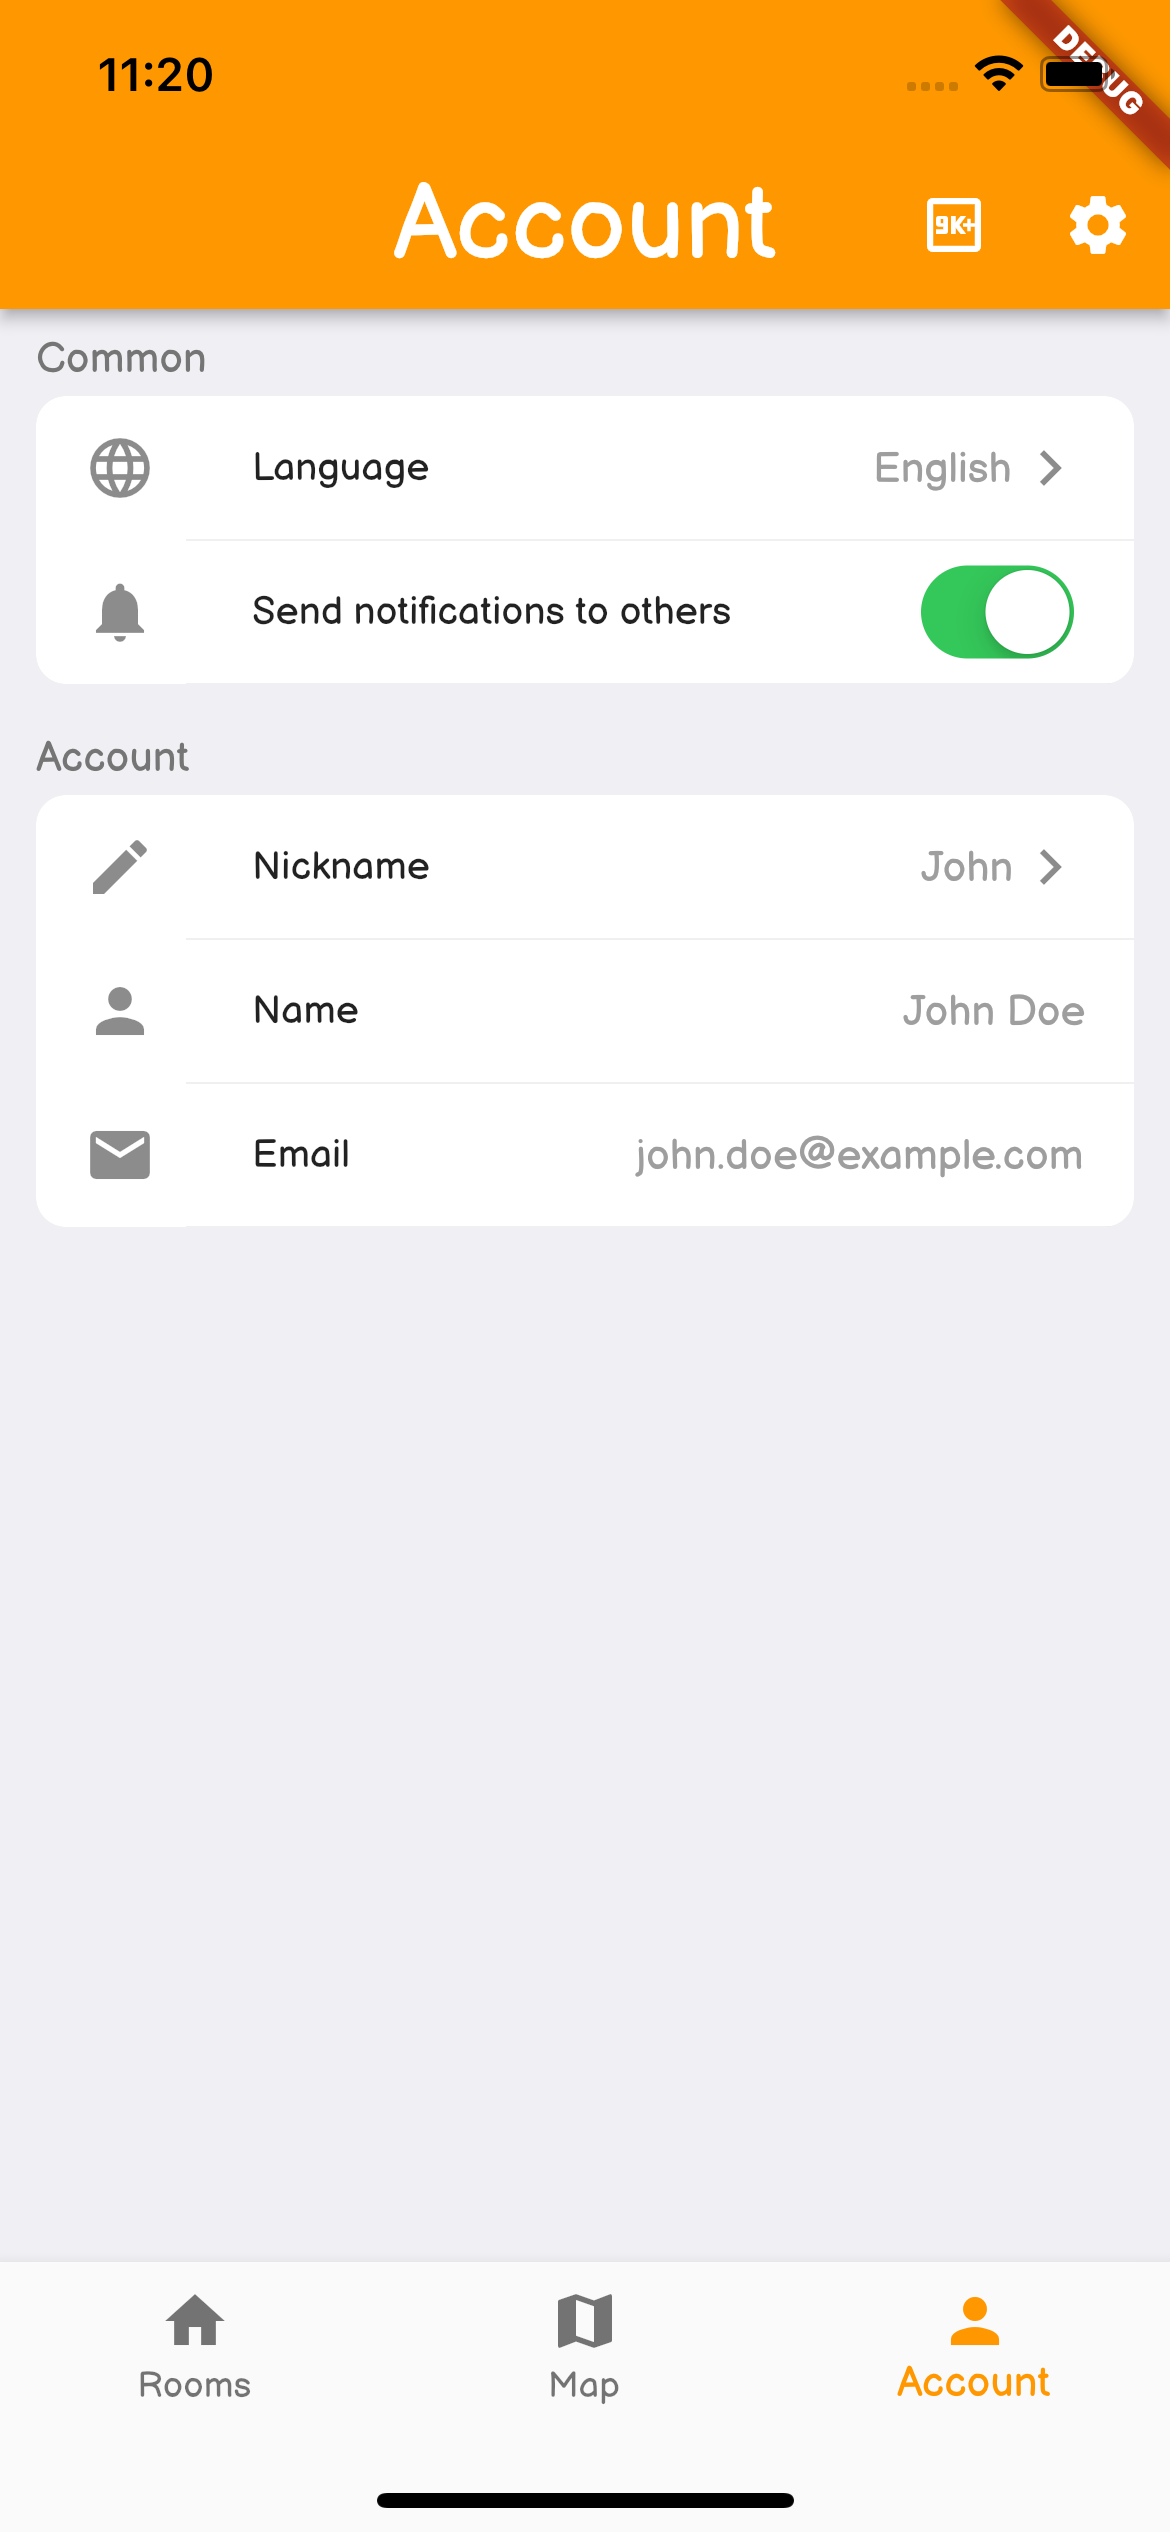 11:20
DEBUG
Account
9K+
Common
Language
English
Send notifications to others
Account
Nickname
John
Name
John Doe
Email
john.doe@example.com
Rooms
Map
Account